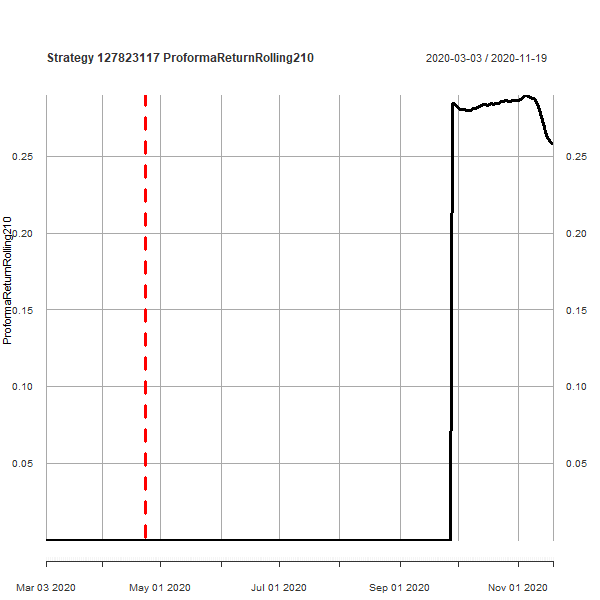 Strategy 127823117 ProformaReturnRolling210
2020-03-03 / 2020-11-19
ProformaReturnRolling210
0.25 0.25
0.20 0.20
0.15 0.15
0.10 0.10
0.05 0.05
Mar 03 2020 May 01 2020 Jul 01 2020 Sep 01 2020 Nov 01 2020